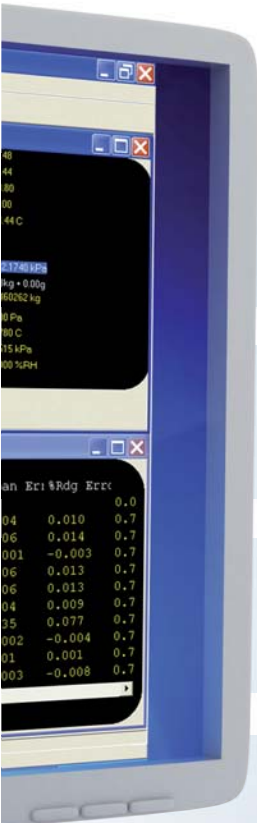 48
.44
.80
.00
.44 C
2.1740 kPa
kg + 0.00g
460262 kg
00 Pa
780 C
515 kPa
000 %RH
an Err %Rdg Erro
0.0
04 0.010 0.7
06 0.014 0.7
001 -0.003 0.7
06 0.013 0.7
06 0.013 0.7
04 0.009 0.7
35 0.077 0.7
002 -0.004 0.7
01 0.001 0.7
003 -0.008 0.7